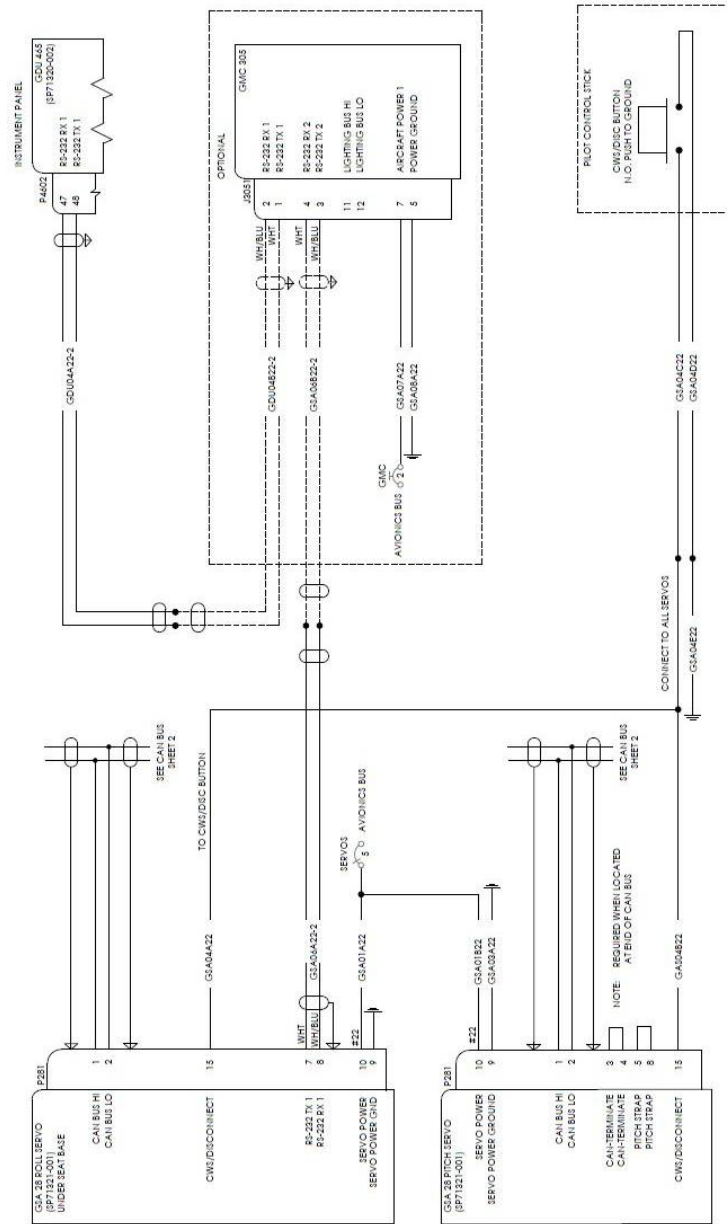 GSA 28 ROLL SERVO
(SP71321-001)
UNDER SEAT BASE
P281
CAN BUS HI
1
CAN BUS LO
2
CWS/DISCONNECT
15
RS-232 TX 1
7
WHT
RS-232 RX 1
8
WH/BLU
SERVO POWER
10
#22
SERVO POWER GND
9
SEE CAN BUS
SHEET 2
GSA04A22
TO CWS/DISC BUTTON
GSA06A22-2
GSA01A22
SERVOS
5
AVIONICS BUS
INSTRUMENT PANEL
GDU 465
(SP71320-002)
P4602
RS-232 RX 1
47
RS-232 TX 1
48
GDU04A22-2
OPTIONAL
GMC 305
J3051
RS-232 RX 1
2
WH/BLU
RS-232 TX 1
1
WHT
RS-232 RX 2
4
WHT
RS-232 TX 2
3
WH/BLU
LIGHTING BUS HI
11
LIGHTING BUS LO
12
AIRCRAFT POWER 1
7
POWER GROUND
5
GDU04B22-2
GSA06B22-2
GSA07A22
GSA08A22
GMC
2
AVIONICS BUS
GSA 28 PITCH SERVO
(SP71321-001)
P281
SERVO POWER
10
#22
SERVO POWER GROUND
9
CAN BUS HI
1
CAN BUS LO
2
CAN-TERMINATE
3
CAN-TERMINATE
4
PITCH STRAP
5
PITCH STRAP
8
CWS/DISCONNECT
15
GSA01B22
GSA03A22
SEE CAN BUS
SHEET 2
NOTE: REQUIRED WHEN LOCATED
AT END OF CAN BUS
GAS04B22
CONNECT TO ALL SERVOS
GSA04E22
GSA04C22
GSA04D22
PILOT CONTROL STICK
CWS/DISC BUTTON
N.O. PUSH TO GROUND